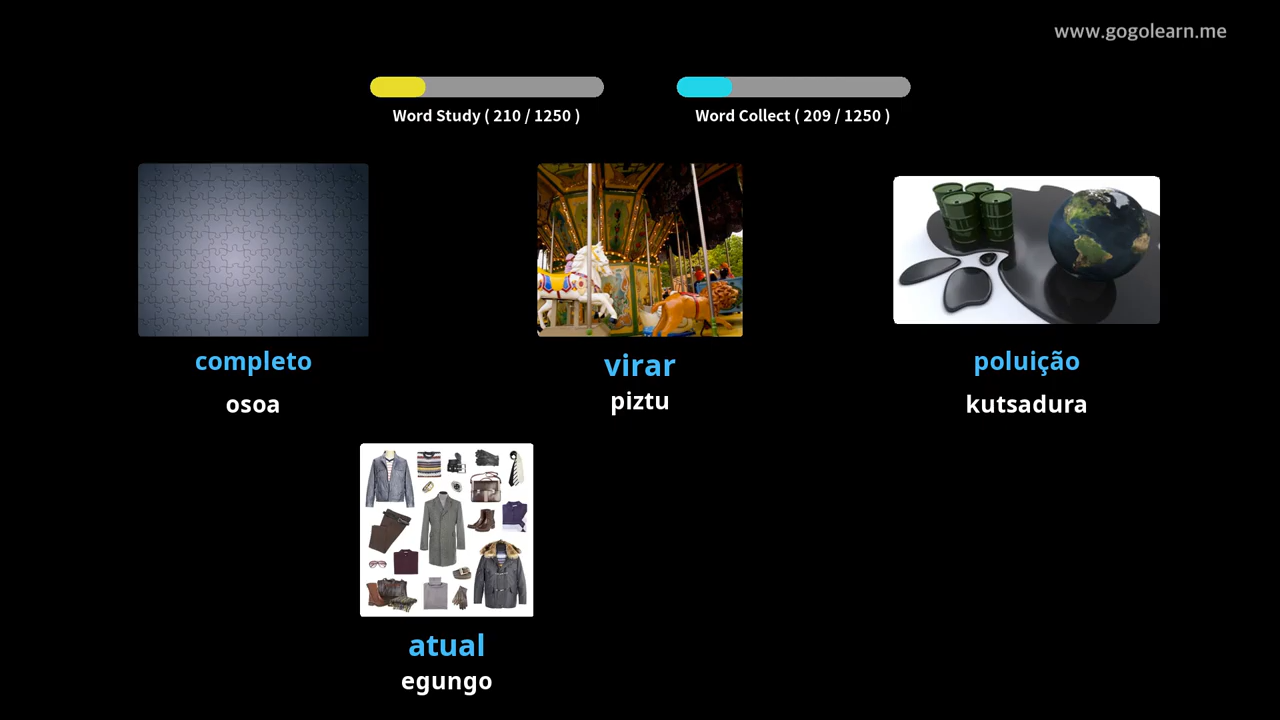 www.gogolearn.me
Word Study ( 210 / 1250 )
Word Collect ( 209 / 1250 )
completo
osoa
virar
piztu
poluição
kutsadura
atual
egungo